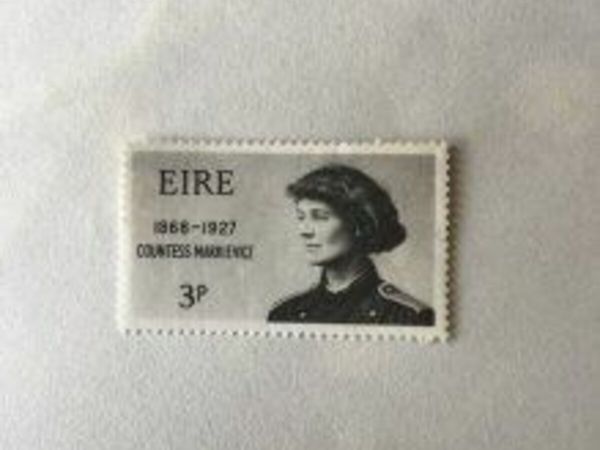 EIRE
1868-1927
COUNTESS MARKIEVICZ
3P